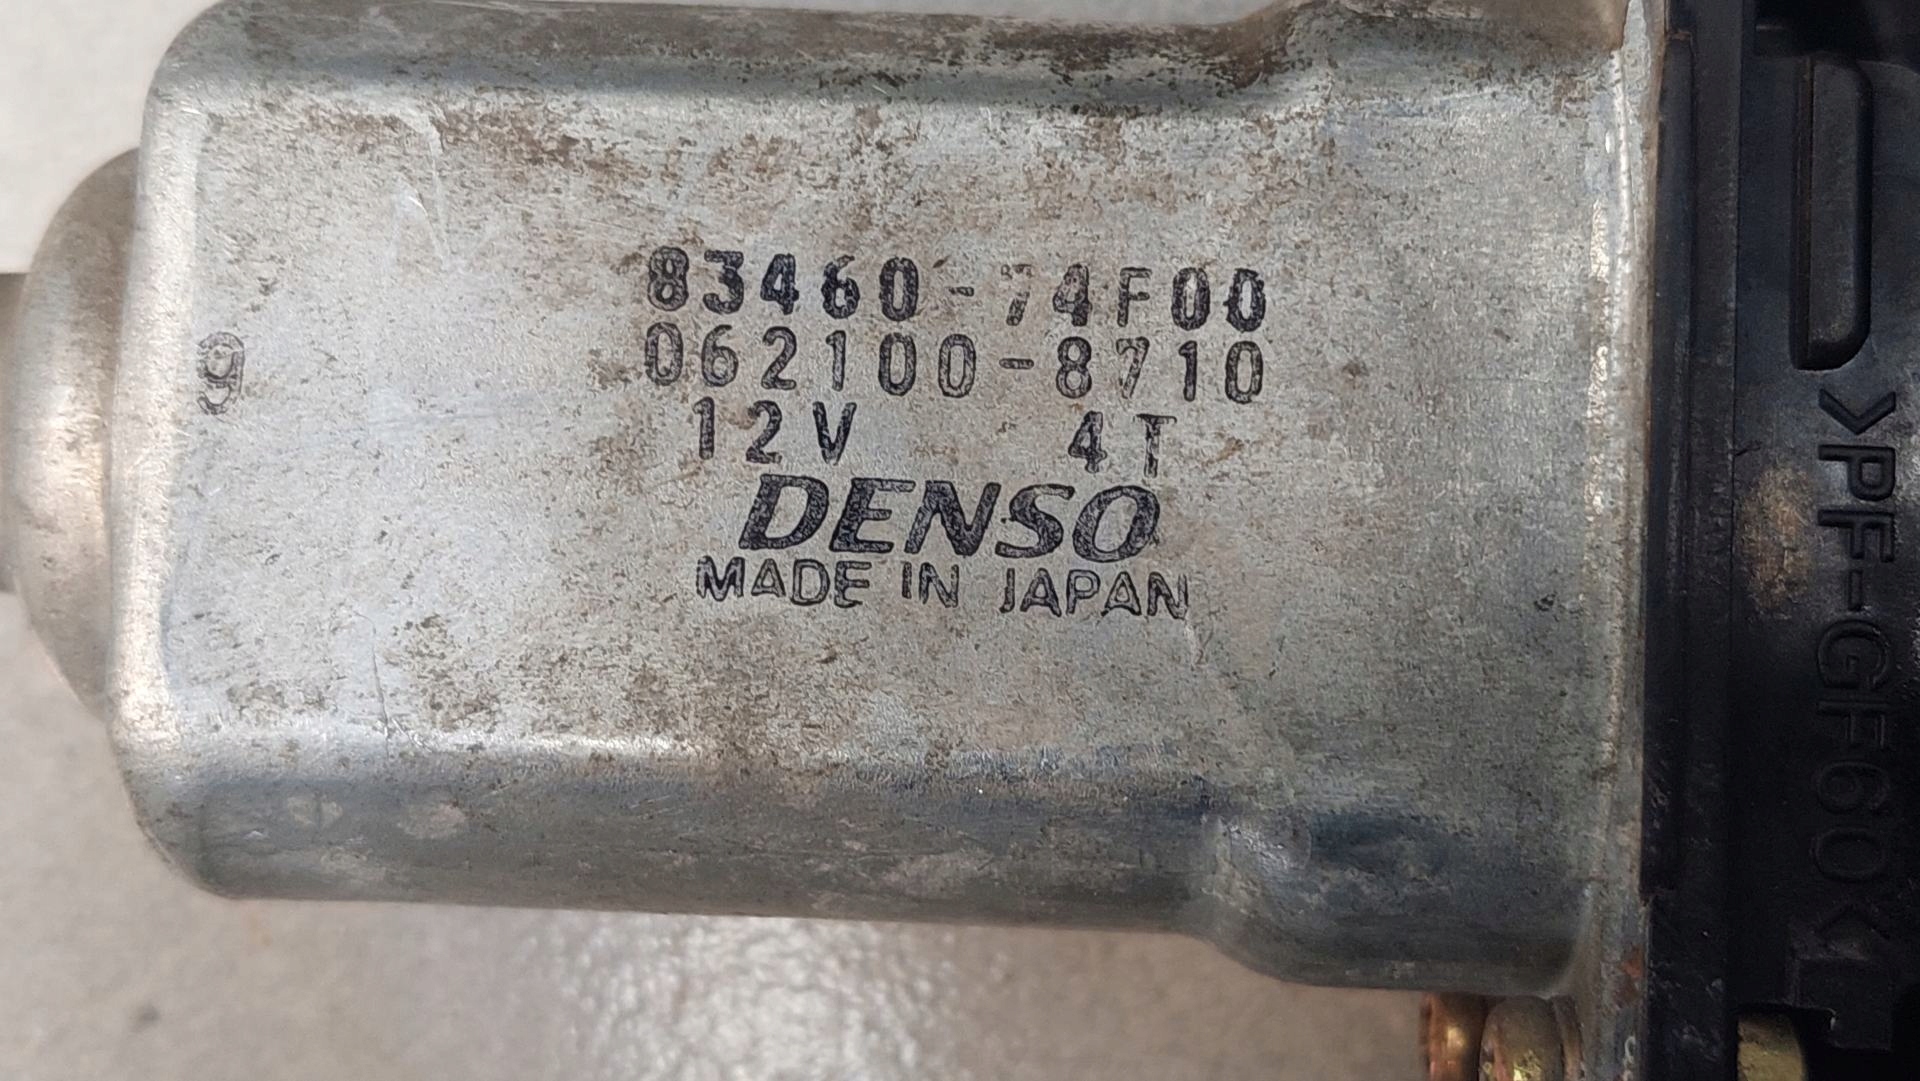 83460-74F00
062100-8710
12V 4T
DENSO
MADE IN JAPAN
9
>PF-GF60<